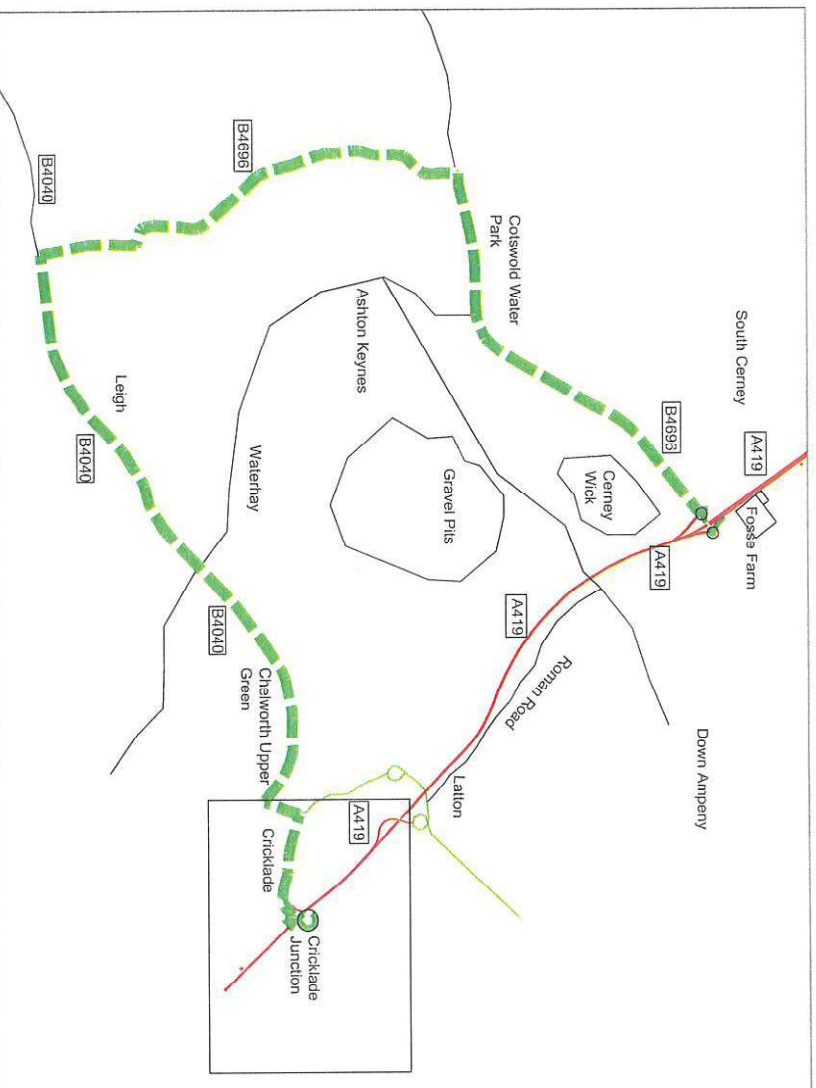 South Cerney
A419
Fosse Farm
B4693
A419
Cerney
Wick
Down Ampeny
Cotswold Water
Park
A419
Roman Road
Gravel Pits
Latton
Ashton Keynes
A419
B4696
Waterhay
B4040
Chelworth Upper
Green
Cricklade
Cricklade
Junction
Leigh
B4040
B4040